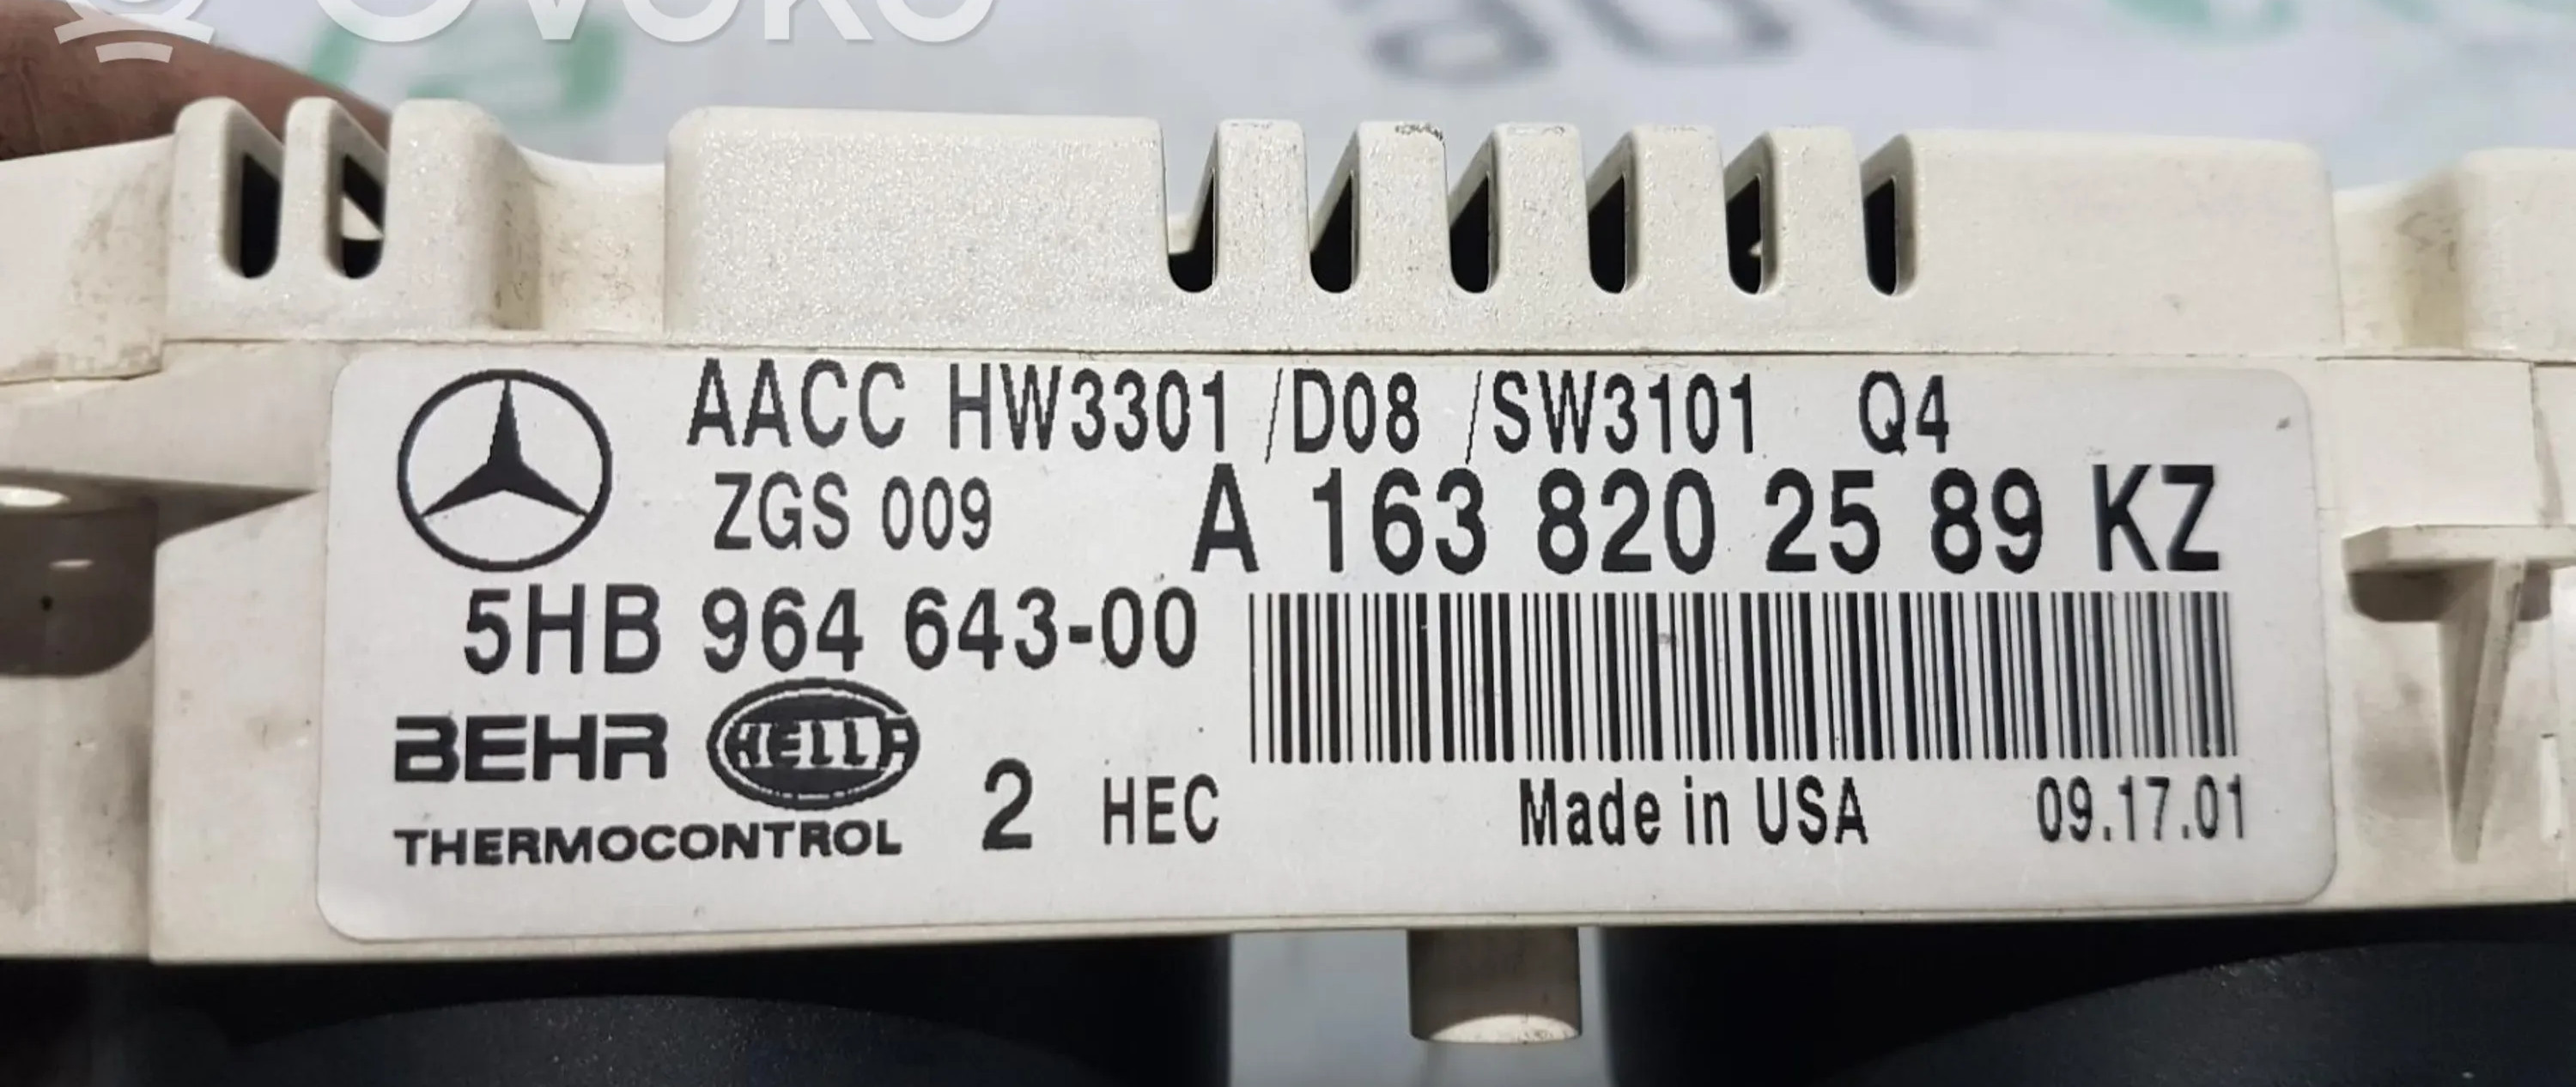 OVOKO
AACC HW3301 /D08 /SW3101 Q4
ZGS 009 A 163 820 25 89 KZ
5HB 964 643-00
BEHR HELLA
THERMOCONTROL 2 HEC Made in USA 09.17.01